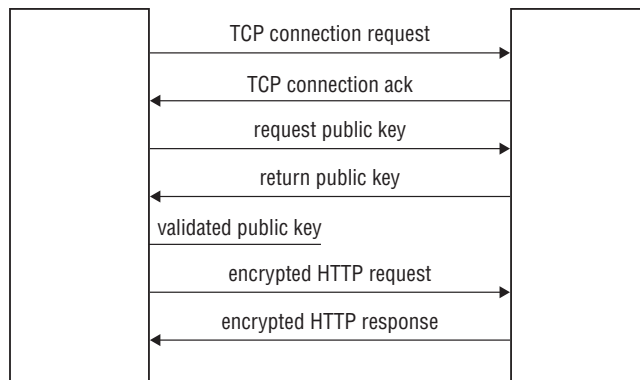 TCP connection request
TCP connection ack
request public key
return public key
validated public key
encrypted HTTP request
encrypted HTTP response